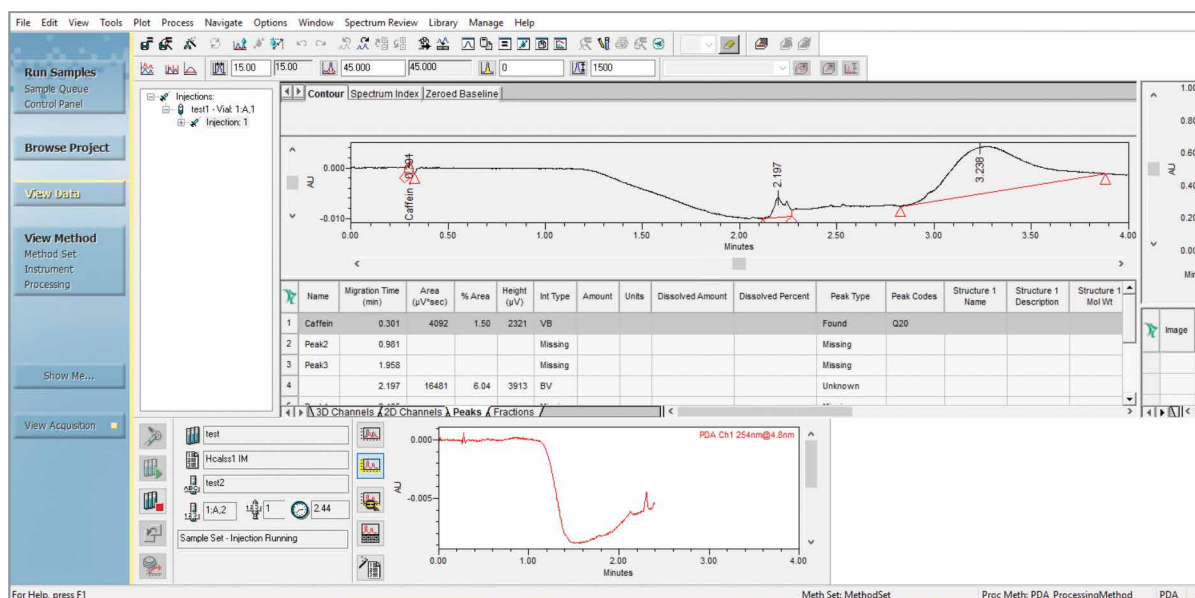 File Edit View Tools Plot Process Navigate Options Window Spectrum Review Library Manage Help
Run Samples
Sample Queue
Control Panel
Browse Project
View Data
View Method
Method Set
Instrument
Processing
Show Me...
View Acquisition
15.00 15.00 45.000 45.000 0 1500
Injections:
test1 - Vial: 1:A,1
Injection: 1
Contour Spectrum Index Zeroed Baseline
AU
0.000
-0.010
Caffein
2.197
3.238
0.00 0.50 1.00 1.50 2.00 2.50 3.00 3.50 4.00
Minutes
1.00
0.80
0.60
0.40
0.20
0.00
AU
Name Migration Time (min) Area (µV*sec) % Area Height (µV) Int Type Amount Units Dissolved Amount Dissolved Percent Peak Type Peak Codes Structure 1 Name Structure 1 Description Structure 1 Mol Wt
1 Caffein 0.301 4092 1.50 2321 VB Found Q20
2 Peak2 0.981 Missing Missing
3 Peak3 1.958 Missing Missing
4 2.197 16481 6.04 3913 BV Unknown
3D Channels 2D Channels Peaks Fractions
Image
test
Hcalss1 IM
test2
1:A,2 1 2.44
Sample Set - Injection Running
PDA Ch1 254nm@4.8nm
AU
0.000
-0.005
0.00 1.00 2.00 3.00 4.00
Minutes
For Help, press F1
Meth Set: MethodSet Proc Meth: PDA_ProcessingMethod PDA